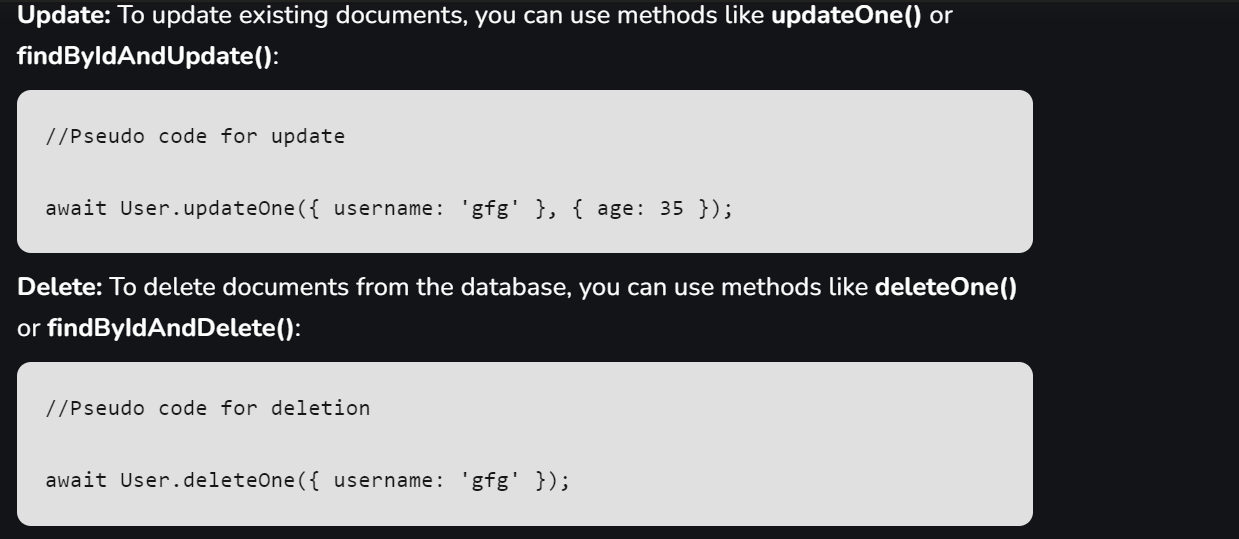 Update: To update existing documents, you can use methods like updateOne() or
findByIdAndUpdate():
//Pseudo code for update
await User.updateOne({ username: 'gfg' }, { age: 35 });
Delete: To delete documents from the database, you can use methods like deleteOne()
or findByIdAndDelete():
//Pseudo code for deletion
await User.deleteOne({ username: 'gfg' });